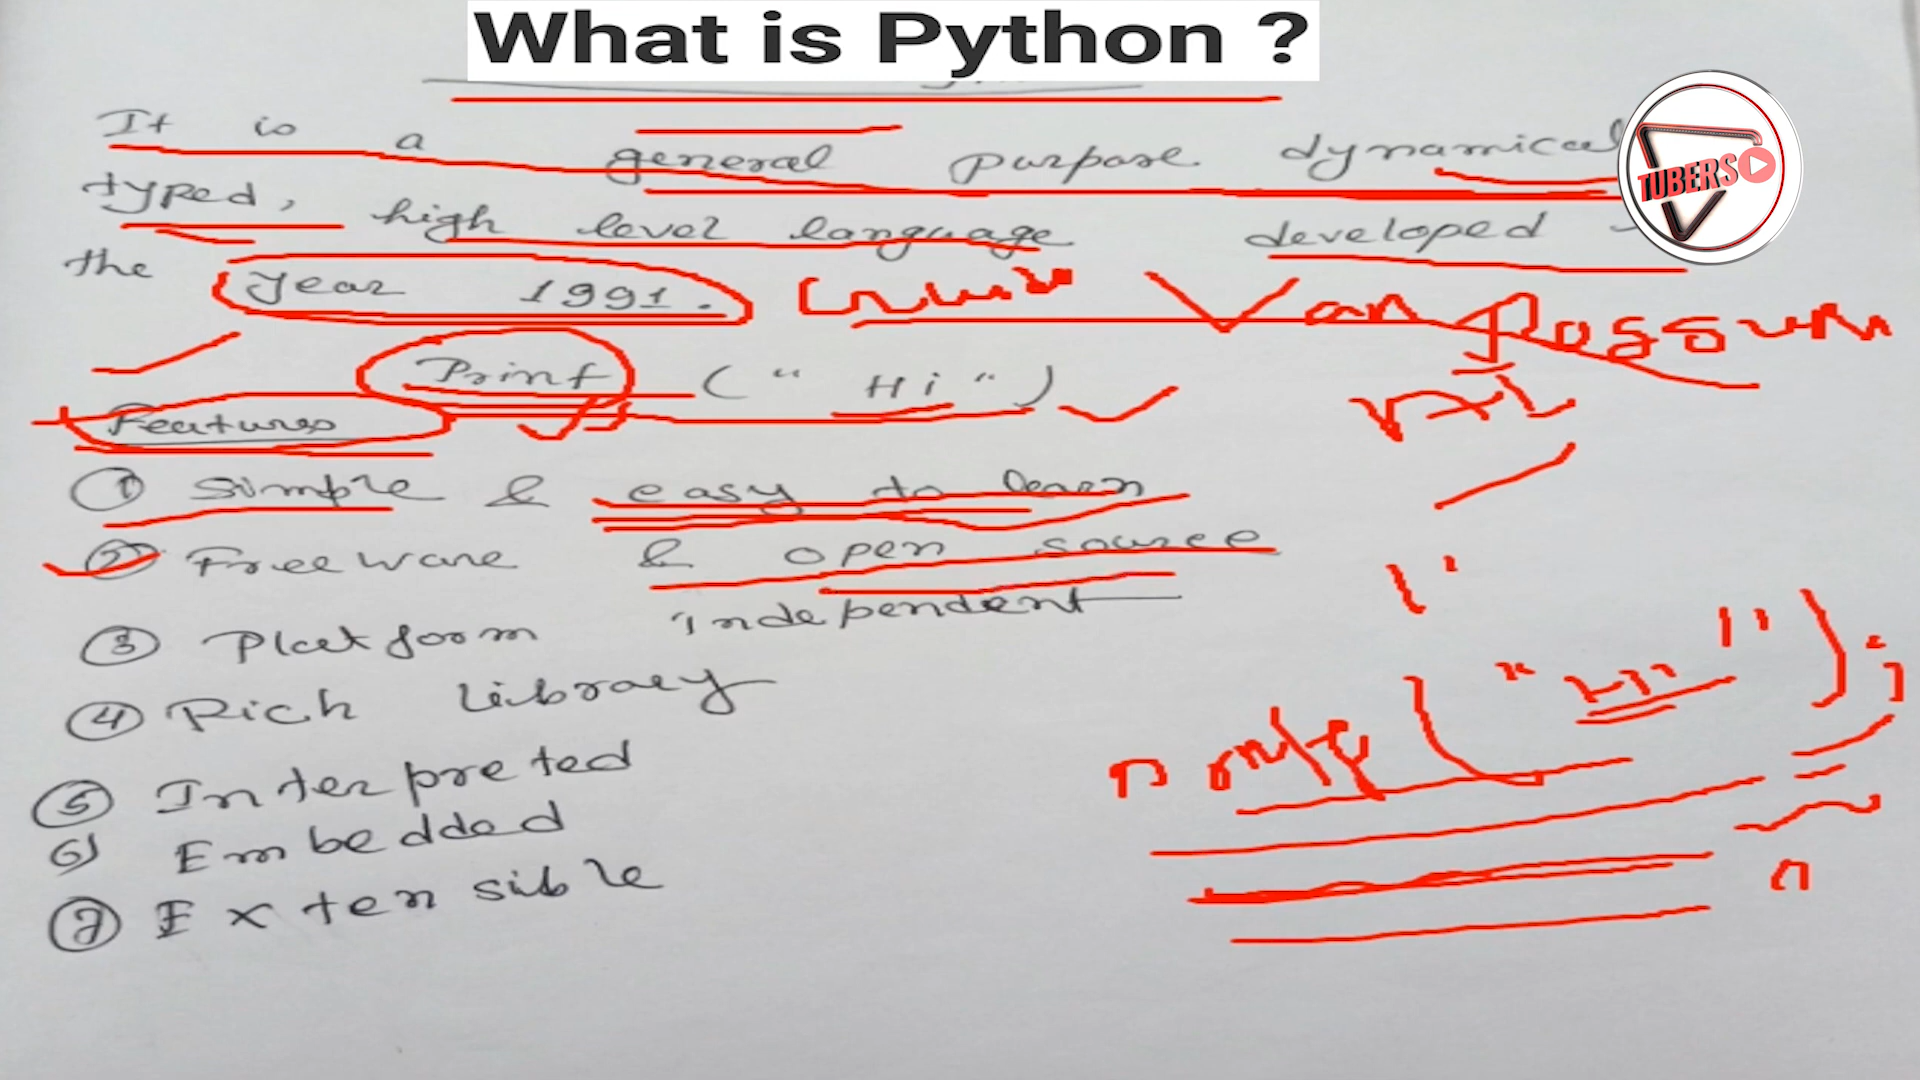 What is Python ?
It is a general purpose dynamical
typed, high level language developed
the year 1991. Van Rossum
Print ( " Hi " )
Features
① Simple & easy to learn
② Freeware & open source
③ Platform independent
④ Rich library
⑤ Interpreted
6) Embedded
⑦ Extensible
TUBERS